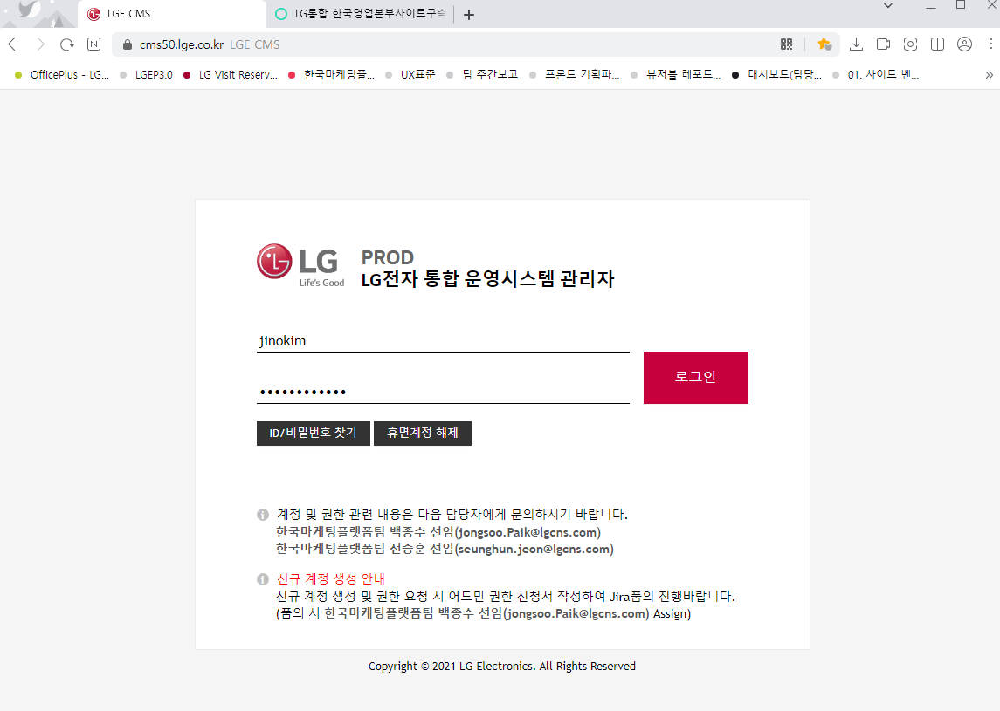 LGE CMS
LG통합 한국영업본부사이트구축
cms50.lge.co.kr LGE CMS
OfficePlus - LG...
LGEP3.0
LG Visit Reserv...
한국마케팅플...
UX표준
팀 주간보고
프론트 기획파...
뷰저블 레포트...
대시보드(담당...
01. 사이트 벤...
LG
Life's Good
PROD
LG전자 통합 운영시스템 관리자
jinokim
••••••••••••
로그인
ID/비밀번호 찾기
휴면계정 해제
계정 및 권한 관련 내용은 다음 담당자에게 문의하시기 바랍니다.
한국마케팅플랫폼팀 백종수 선임(jongsoo.Paik@lgcns.com)
한국마케팅플랫폼팀 전승훈 선임(seunghun.jeon@lgcns.com)
신규 계정 생성 안내
신규 계정 생성 및 권한 요청 시 어드민 권한 신청서 작성하여 Jira품의 진행바랍니다.
(품의 시 한국마케팅플랫폼팀 백종수 선임(jongsoo.Paik@lgcns.com) Assign)
Copyright © 2021 LG Electronics. All Rights Reserved